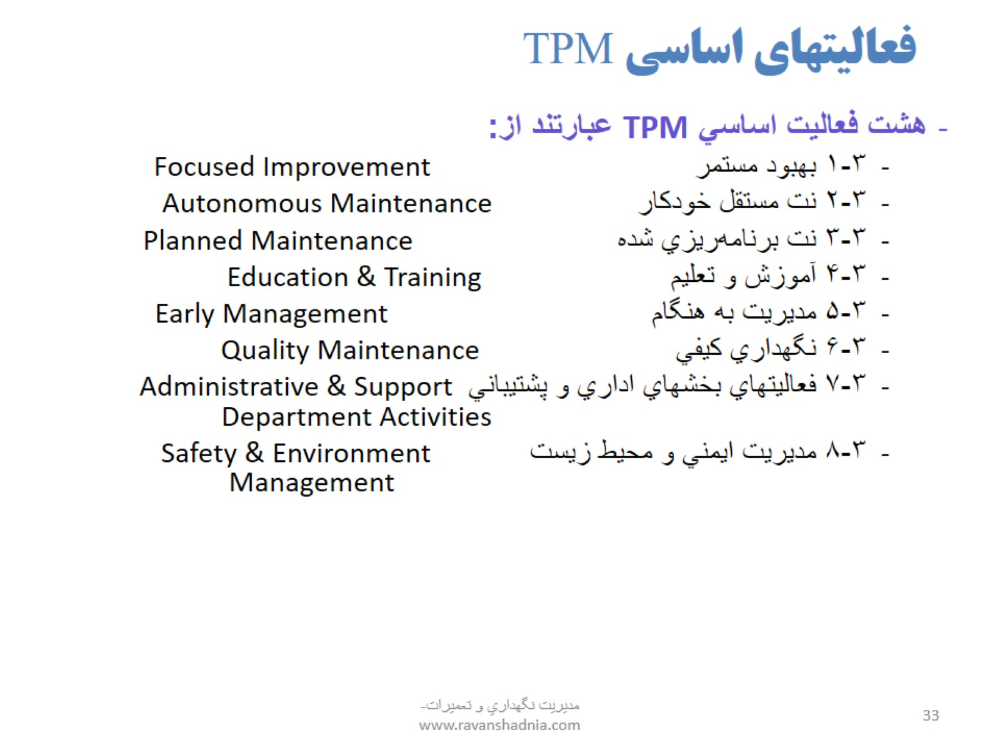 فعالیتهای اساسی TPM
- هشت فعاليت اساسي TPM عبارتند از:
- ۳-۱ بهبود مستمر Focused Improvement
- ۳-۲ نت مستقل خودکار Autonomous Maintenance
- ۳-۳ نت برنامه‌ريزي شده Planned Maintenance
- ۳-۴ آموزش و تعليم Education & Training
- ۳-۵ مديريت به هنگام Early Management
- ۳-۶ نگهداري کيفي Quality Maintenance
- ۳-۷ فعاليتهاي بخشهاي اداري و پشتيباني Administrative & Support
Department Activities
- ۳-۸ مديريت ايمني و محيط زيست Safety & Environment
Management
مديريت نگهداري و تعميرات-
www.ravanshadnia.com
33